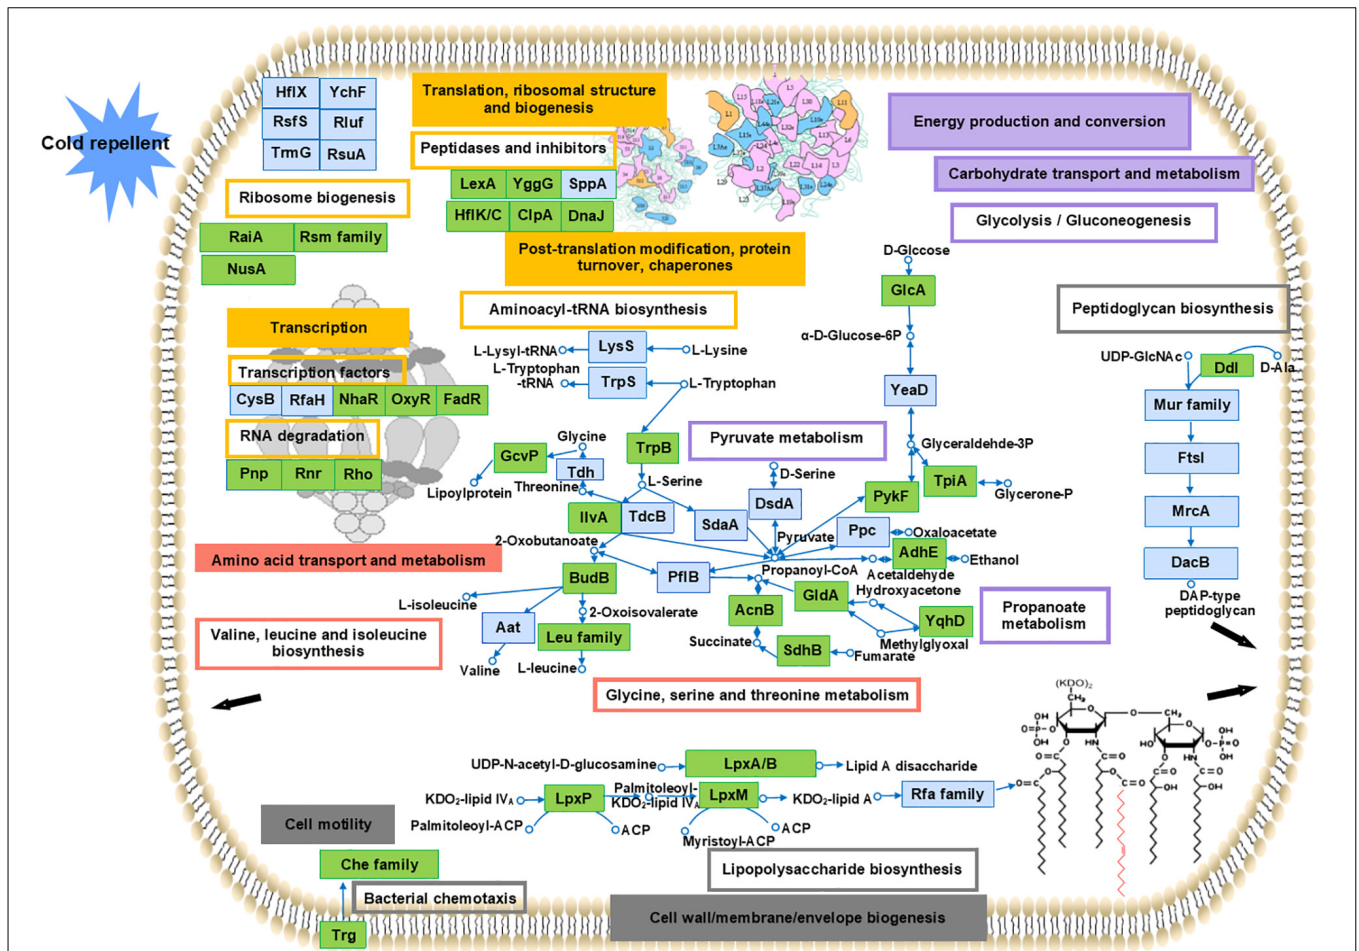 Cold repellent
HflX YchF
RsfS Rluf
TrmG RsuA
Ribosome biogenesis
RaiA Rsm family
NusA
Translation, ribosomal structure
and biogenesis
Peptidases and inhibitors
LexA YggG SppA
HflK/C ClpA DnaJ
Post-translation modification, protein
turnover, chaperones
Energy production and conversion
Carbohydrate transport and metabolism
Glycolysis / Gluconeogenesis
Transcription
Transcription factors
CysB RfaH NhaR OxyR FadR
RNA degradation
Pnp Rnr Rho
Aminoacyl-tRNA biosynthesis
L-Lysyl-tRNA LysS L-Lysine
L-Tryptophan
-tRNA TrpS L-Tryptophan
D-Glccose
GlcA
α-D-Glucose-6P
YeaD
Glyceraldehde-3P
PykF TpiA
Glycerone-P
Peptidoglycan biosynthesis
UDP-GlcNAc Ddl D-Ala
Mur family
FtsI
MrcA
DacB
DAP-type
peptidoglycan
Glycine
GcvP Tdh TrpB
Lipoylprotein Threonine L-Serine
Pyruvate metabolism
D-Serine
DsdA
IlvA TdcB SdaA
Pyruvate
Ppc Oxaloacetate
AdhE Ethanol
Acetaldehyde
2-Oxobutanoate
Amino acid transport and metabolism
BudB PflB Propanoyl-CoA
Hydroxyacetone
GldA
AcnB YqhD
Methylglyoxal
Propanoate
metabolism
Succinate SdhB Fumarate
L-isoleucine 2-Oxoisovalerate
Aat Leu family
Valine L-leucine
Valine, leucine and isoleucine
biosynthesis
Glycine, serine and threonine metabolism
UDP-N-acetyl-D-glucosamine LpxA/B Lipid A disaccharide
KDO₂-lipid IVA LpxP Palmitoleoyl-
KDO₂-lipid IVA LpxM KDO₂-lipid A Rfa family
Palmitoleoyl-ACP ACP
Myristoyl-ACP ACP
(KDO)₂
CH₃
CH₃
Cell motility
Che family
Bacterial chemotaxis
Trg
Lipopolysaccharide biosynthesis
Cell wall/membrane/envelope biogenesis